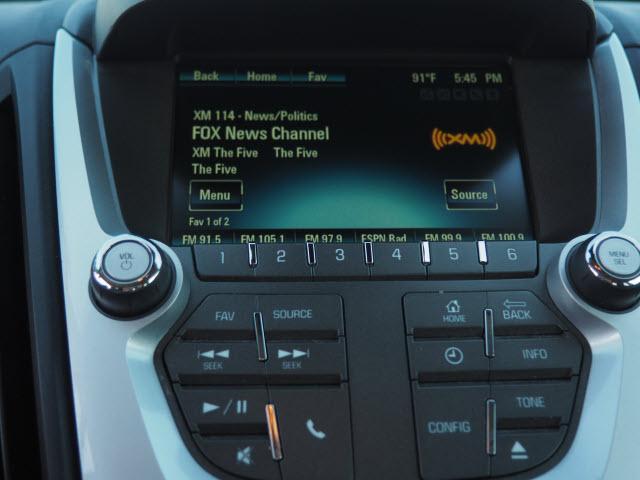 Back Home Fav 91°F 5:45 PM
XM 114 - News/Politics
FOX News Channel
XM The Five The Five
The Five
((XM))
Menu Source
Fav 1 of 2
FM 91.5 FM 105.1 FM 97.9 ESPN Rad FM 99.9 FM 100.9
1 2 3 4 5 6
VOL
MENU
SEL
FAV SOURCE
HOME BACK
SEEK SEEK
INFO
TONE
CONFIG